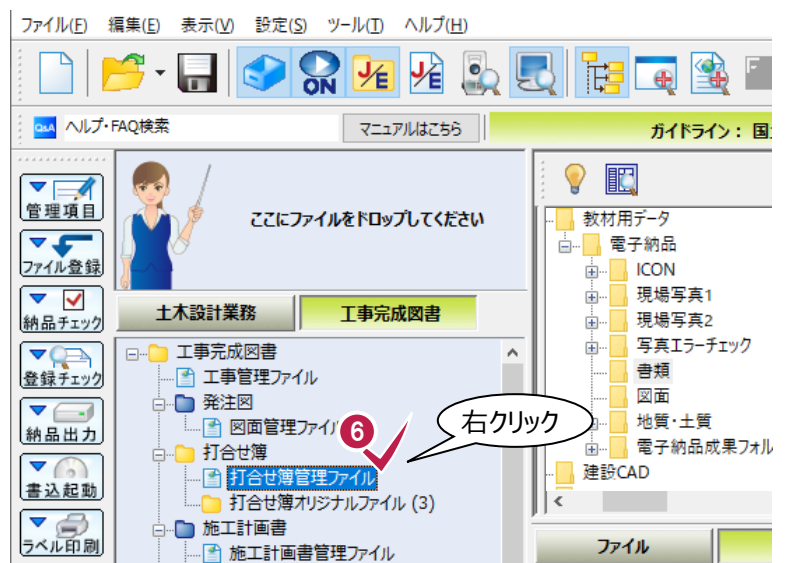 ファイル(F) 編集(E) 表示(V) 設定(S) ツール(T) ヘルプ(H)
ON
J/E
J/E
F
Q&A ヘルプ・FAQ検索
マニュアルはこちら
ガイドライン： 国
管理項目
ファイル登録
納品チェック
登録チェック
納品出力
書込起動
ラベル印刷
ここにファイルをドロップしてください
土木設計業務
工事完成図書
工事完成図書
工事管理ファイル
発注図
図面管理ファイル
打合せ簿
打合せ簿管理ファイル
打合せ簿オリジナルファイル (3)
施工計画書
施工計画書管理ファイル
6
右クリック
教材用データ
電子納品
ICON
現場写真1
現場写真2
写真エラーチェック
書類
図面
地質・土質
電子納品成果フォル
建設CAD
ファイル